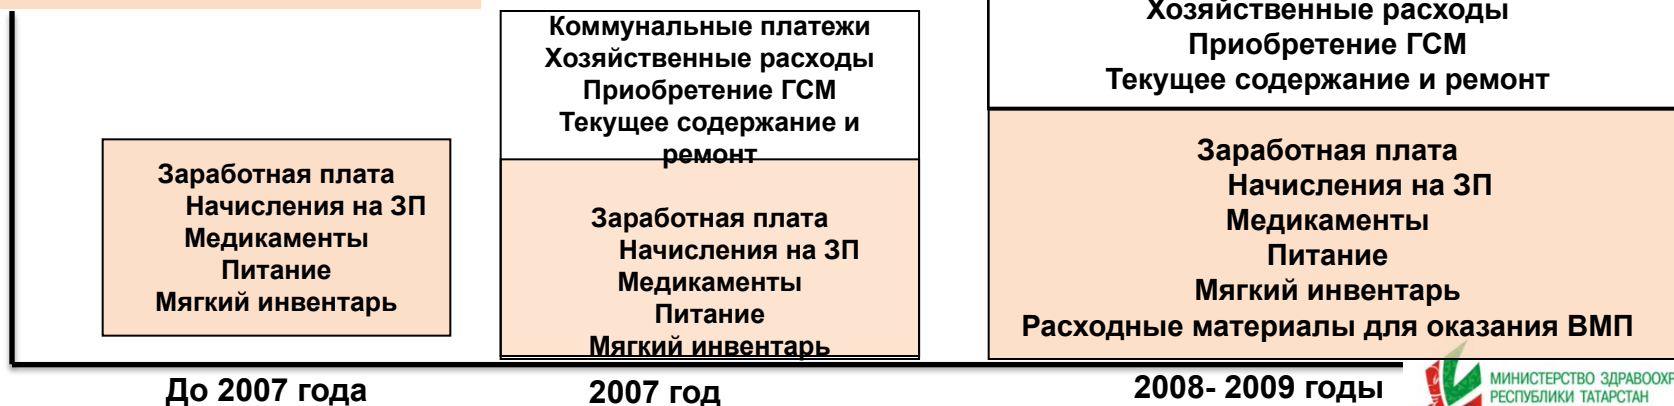 До 2007 года
Заработная плата
Начисления на ЗП
Медикаменты
Питание
Мягкий инвентарь
2007 год
Коммунальные платежи
Хозяйственные расходы
Приобретение ГСМ
Текущее содержание и
ремонт
Заработная плата
Начисления на ЗП
Медикаменты
Питание
Мягкий инвентарь
2008- 2009 годы
Хозяйственные расходы
Приобретение ГСМ
Текущее содержание и ремонт
Заработная плата
Начисления на ЗП
Медикаменты
Питание
Мягкий инвентарь
Расходные материалы для оказания ВМП
МИНИСТЕРСТВО ЗДРАВООХР
РЕСПУБЛИКИ ТАТАРСТАН